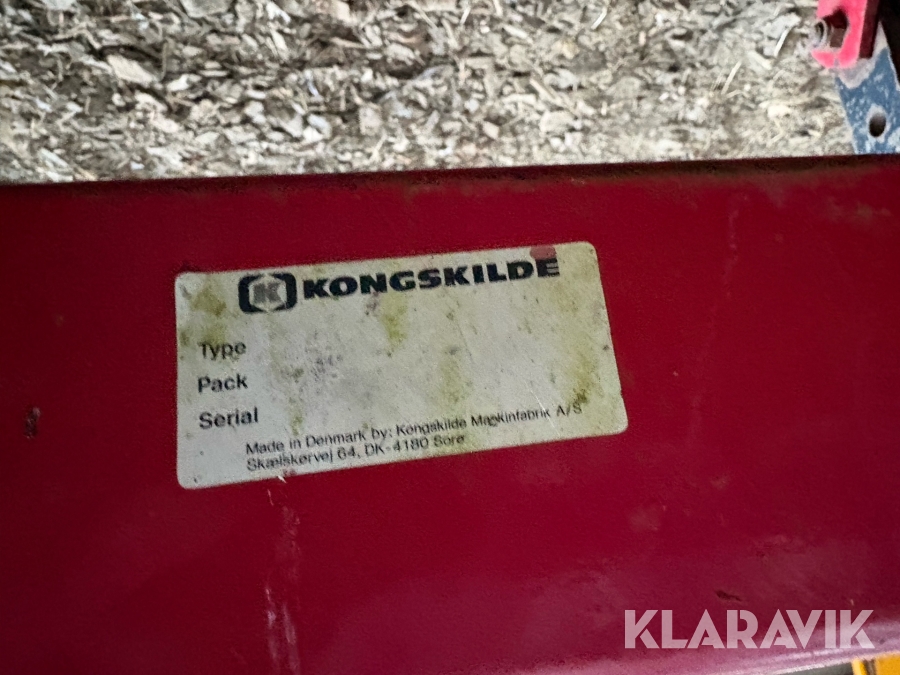 KONGSKILDE
Type
Pack
Serial
Made in Denmark by: Kongskilde Maskinfabrik A/S
Skælskørvej 64, DK-4180 Sorø
KLARAVIK